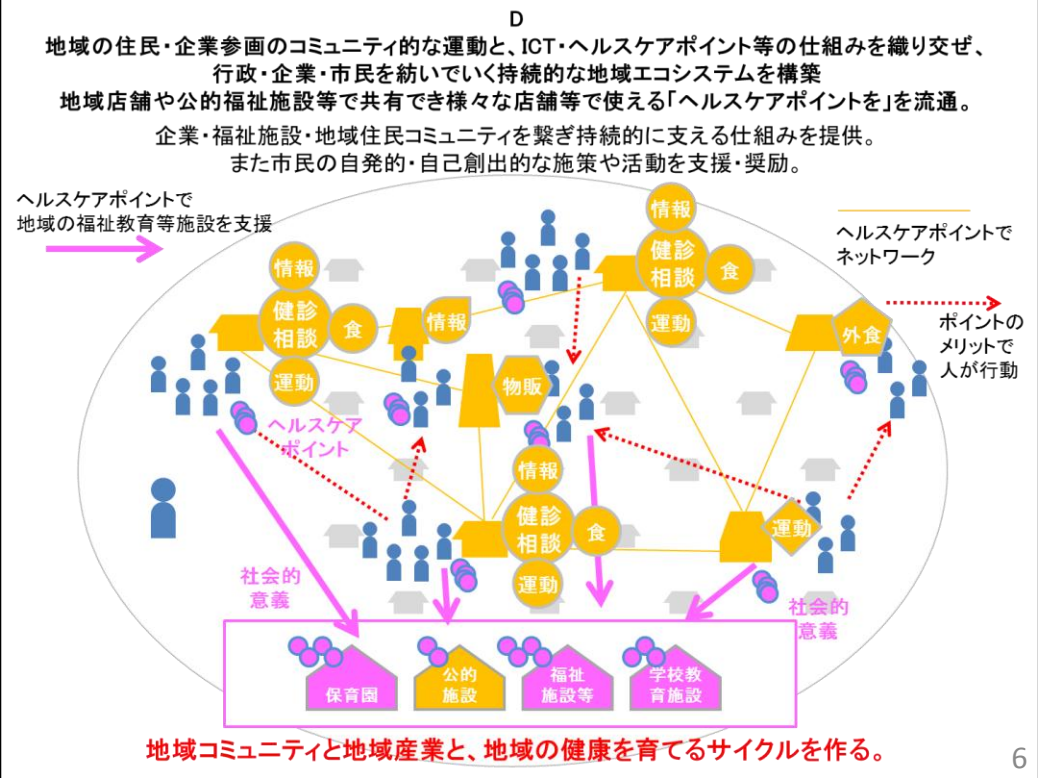 D
地域の住民・企業参画のコミュニティ的な運動と、ICT・ヘルスケアポイント等の仕組みを織り交ぜ、
行政・企業・市民を紡いでいく持続的な地域エコシステムを構築
地域店舗や公的福祉施設等で共有でき様々な店舗等で使える「ヘルスケアポイントを」を流通。
企業・福祉施設・地域住民コミュニティを繋ぎ持続的に支える仕組みを提供。
また市民の自発的・自己創出的な施策や活動を支援・奨励。
ヘルスケアポイントで
地域の福祉教育等施設を支援
ヘルスケアポイントで
ネットワーク
ポイントの
メリットで
人が行動
情報
健診
相談
食
運動
情報
健診
相談
食
運動
情報
外食
物販
ヘルスケア
ポイント
情報
健診
相談
食
運動
運動
社会的
意義
社会的
意義
保育園
公的
施設
福祉
施設等
学校教
育施設
地域コミュニティと地域産業と、地域の健康を育てるサイクルを作る。
6